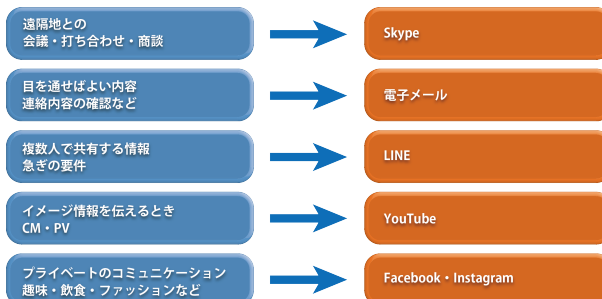 遠隔地との
会議・打ち合わせ・商談
Skype
目を通せばよい内容
連絡内容の確認など
電子メール
複数人で共有する情報
急ぎの要件
LINE
イメージ情報を伝えるとき
CM・PV
YouTube
プライベートのコミュニケーション
趣味・飲食・ファッションなど
Facebook・Instagram